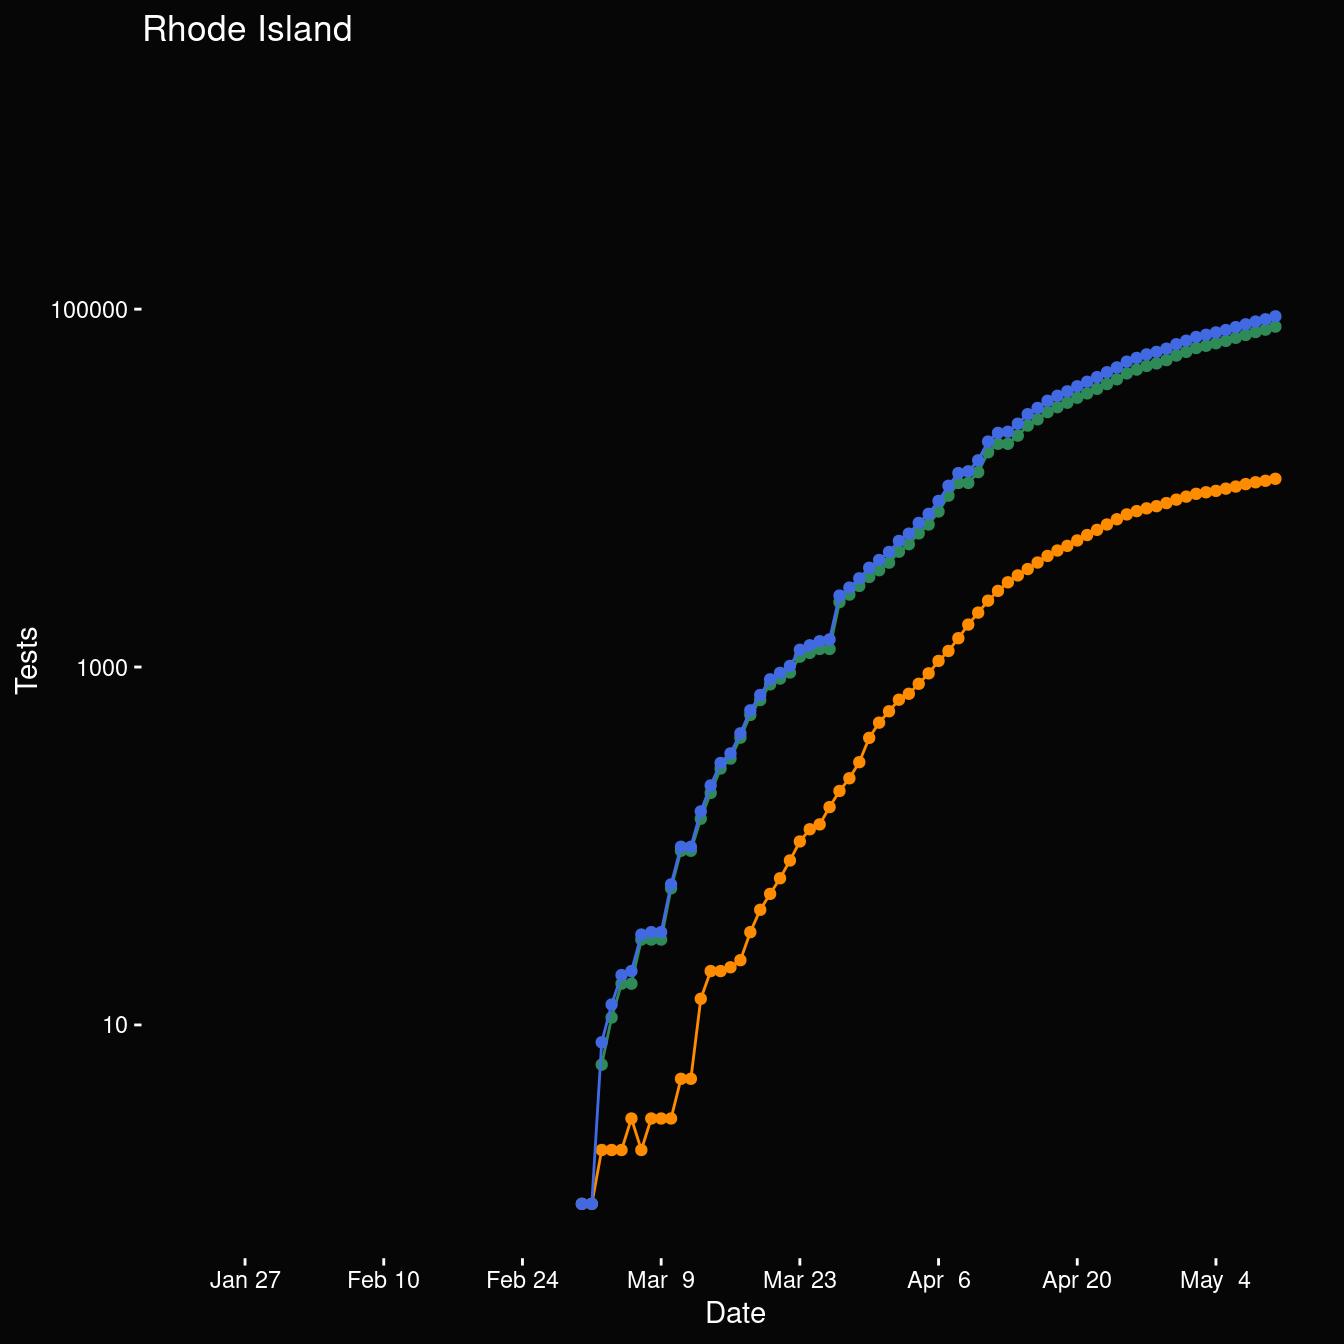 Rhode Island
100000
1000
10
Tests
Jan 27
Feb 10
Feb 24
Mar  9
Mar 23
Apr  6
Apr 20
May  4
Date